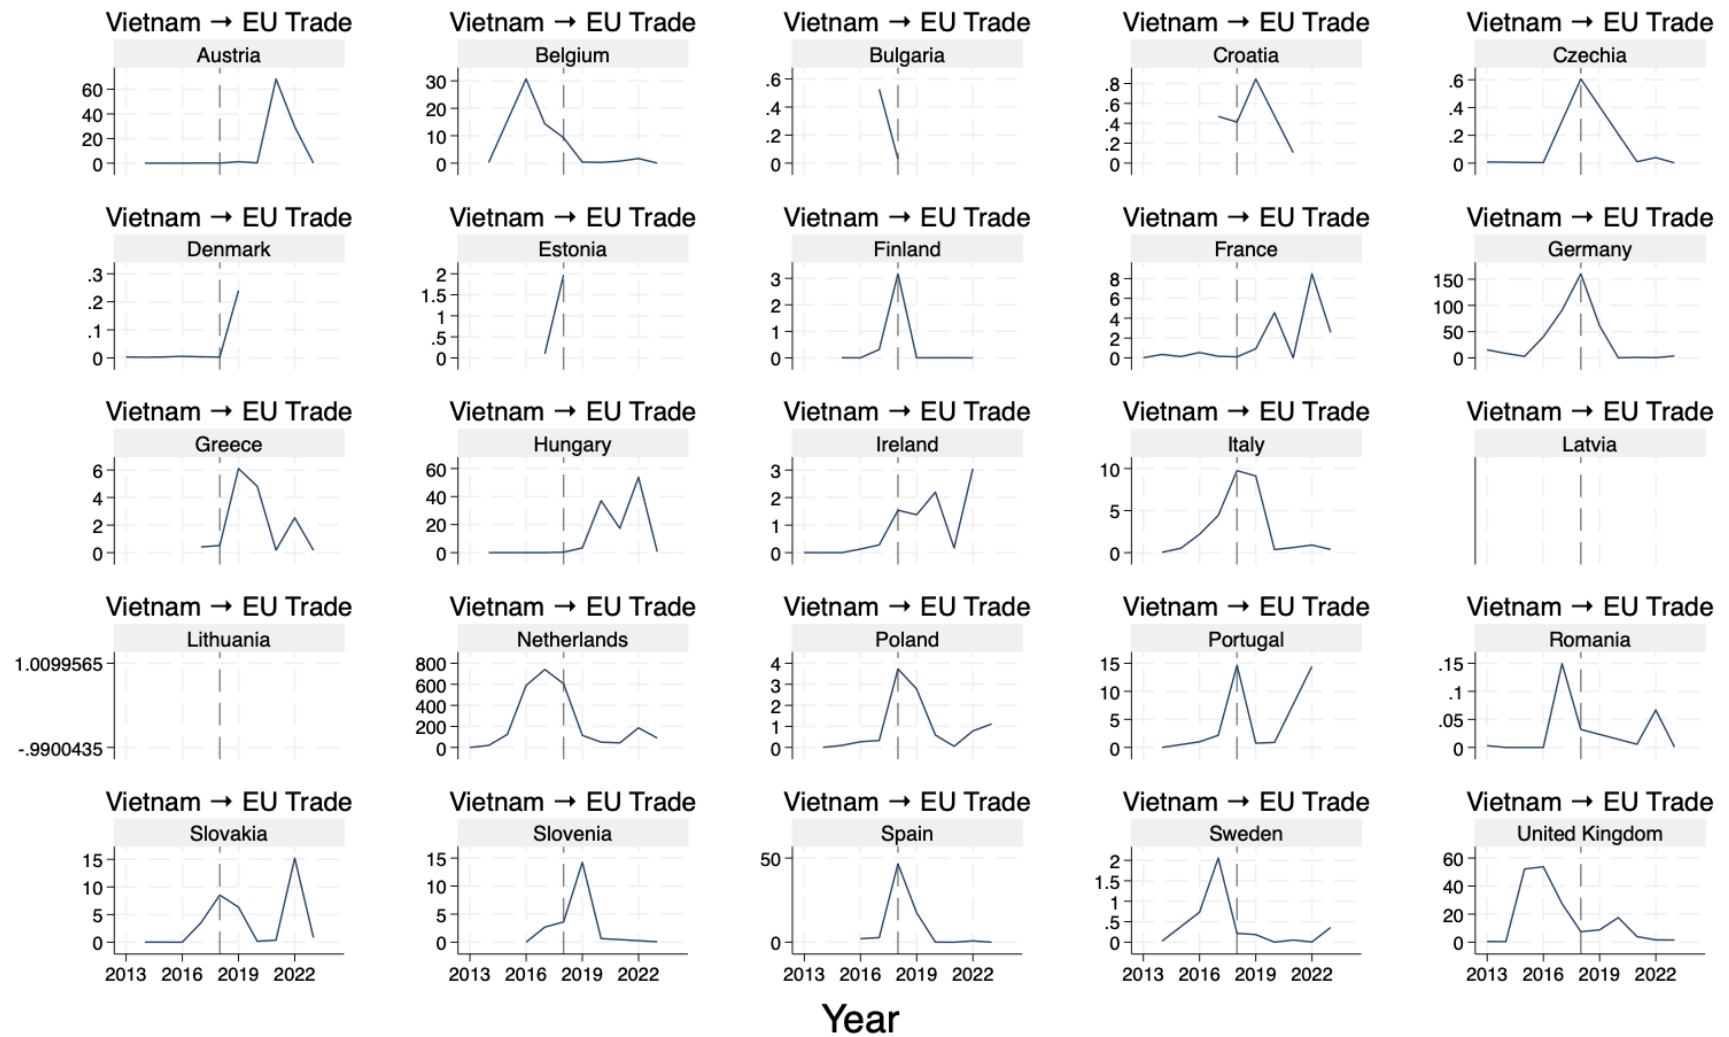 Vietnam → EU Trade Vietnam → EU Trade Vietnam → EU Trade Vietnam → EU Trade Vietnam → EU Trade
Austria Belgium Bulgaria Croatia Czechia
60 40 20 0
30 20 10 0
.6 .4 .2 0
.8 .6 .4 .2 0
.6 .4 .2 0
Vietnam → EU Trade Vietnam → EU Trade Vietnam → EU Trade Vietnam → EU Trade Vietnam → EU Trade
Denmark Estonia Finland France Germany
.3 .2 .1 0
2 1.5 1 .5 0
3 2 1 0
8 6 4 2 0
150 100 50 0
Vietnam → EU Trade Vietnam → EU Trade Vietnam → EU Trade Vietnam → EU Trade Vietnam → EU Trade
Greece Hungary Ireland Italy Latvia
6 4 2 0
60 40 20 0
3 2 1 0
10 5 0
Vietnam → EU Trade Vietnam → EU Trade Vietnam → EU Trade Vietnam → EU Trade Vietnam → EU Trade
Lithuania Netherlands Poland Portugal Romania
1.0099565 -.9900435
800 600 400 200 0
4 3 2 1 0
15 10 5 0
.15 .1 .05 0
Vietnam → EU Trade Vietnam → EU Trade Vietnam → EU Trade Vietnam → EU Trade Vietnam → EU Trade
Slovakia Slovenia Spain Sweden United Kingdom
15 10 5 0
15 10 5 0
50 0
2 1.5 1 .5 0
60 40 20 0
2013 2016 2019 2022 2013 2016 2019 2022 2013 2016 2019 2022 2013 2016 2019 2022 2013 2016 2019 2022
Year